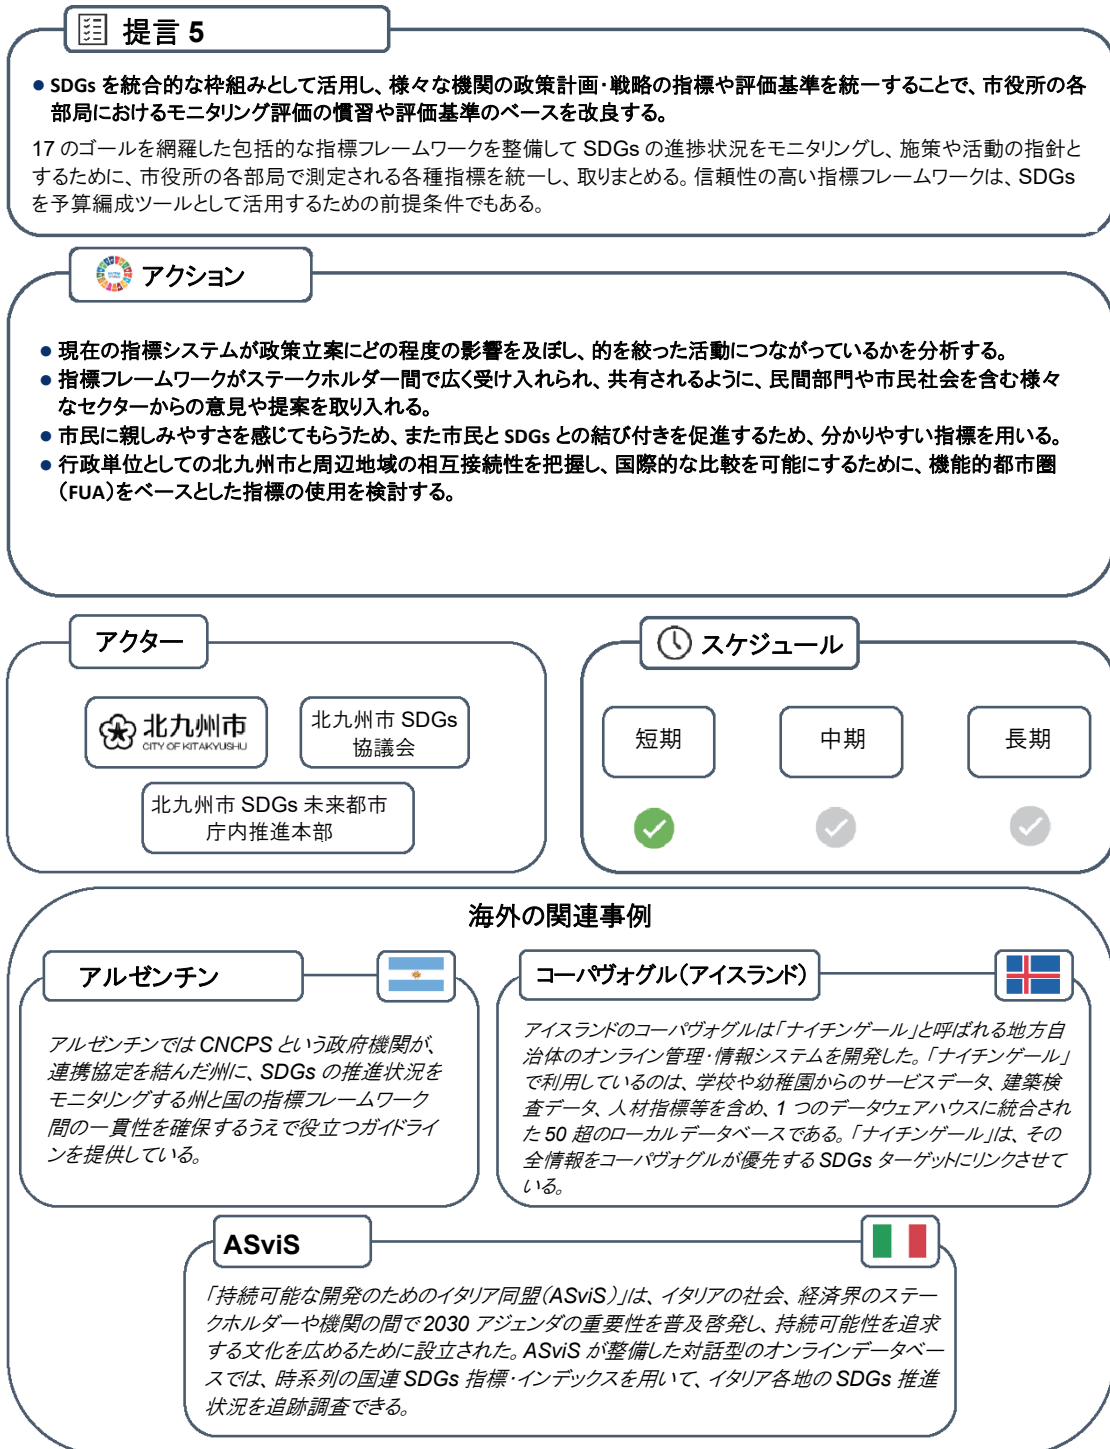 提言 5
● SDGs を統合的な枠組みとして活用し、様々な機関の政策計画・戦略の指標や評価基準を統一することで、市役所の各
部局におけるモニタリング評価の慣習や評価基準のベースを改良する。
17 のゴールを網羅した包括的な指標フレームワークを整備して SDGs の進捗状況をモニタリングし、施策や活動の指針と
するために、市役所の各部局で測定される各種指標を統一し、取りまとめる。信頼性の高い指標フレームワークは、SDGs
を予算編成ツールとして活用するための前提条件でもある。
アクション
● 現在の指標システムが政策立案にどの程度の影響を及ぼし、的を絞った活動につながっているかを分析する。
● 指標フレームワークがステークホルダー間で広く受け入れられ、共有されるように、民間部門や市民社会を含む様々
なセクターからの意見や提案を取り入れる。
● 市民に親しみやすさを感じてもらうため、また市民と SDGs との結び付きを促進するため、分かりやすい指標を用いる。
● 行政単位としての北九州市と周辺地域の相互接続性を把握し、国際的な比較を可能にするために、機能的都市圏
（FUA）をベースとした指標の使用を検討する。
アクター
北九州市
CITY OF KITAKYUSHU
北九州市 SDGs
協議会
北九州市 SDGs 未来都市
庁内推進本部
スケジュール
短期
中期
長期
海外の関連事例
アルゼンチン
アルゼンチンでは CNCPS という政府機関が、
連携協定を結んだ州に、SDGs の推進状況を
モニタリングする州と国の指標フレームワーク
間の一貫性を確保するうえで役立つガイドライ
ンを提供している。
コーパヴォグル（アイスランド）
アイスランドのコーパヴォグルは「ナイチンゲール」と呼ばれる地方自
治体のオンライン管理・情報システムを開発した。「ナイチンゲール」
で利用しているのは、学校や幼稚園からのサービスデータ、建築検
査データ、人材指標等を含め、1 つのデータウェアハウスに統合され
た 50 超のローカルデータベースである。「ナイチンゲール」は、その
全情報をコーパヴォグルが優先する SDGs ターゲットにリンクさせて
いる。
ASviS
「持続可能な開発のためのイタリア同盟（ASviS）」は、イタリアの社会、経済界のステー
クホルダーや機関の間で 2030 アジェンダの重要性を普及啓発し、持続可能性を追求
する文化を広めるために設立された。ASviS が整備した対話型のオンラインデータベー
スでは、時系列の国連 SDGs 指標・インデックスを用いて、イタリア各地の SDGs 推進
状況を追跡調査できる。